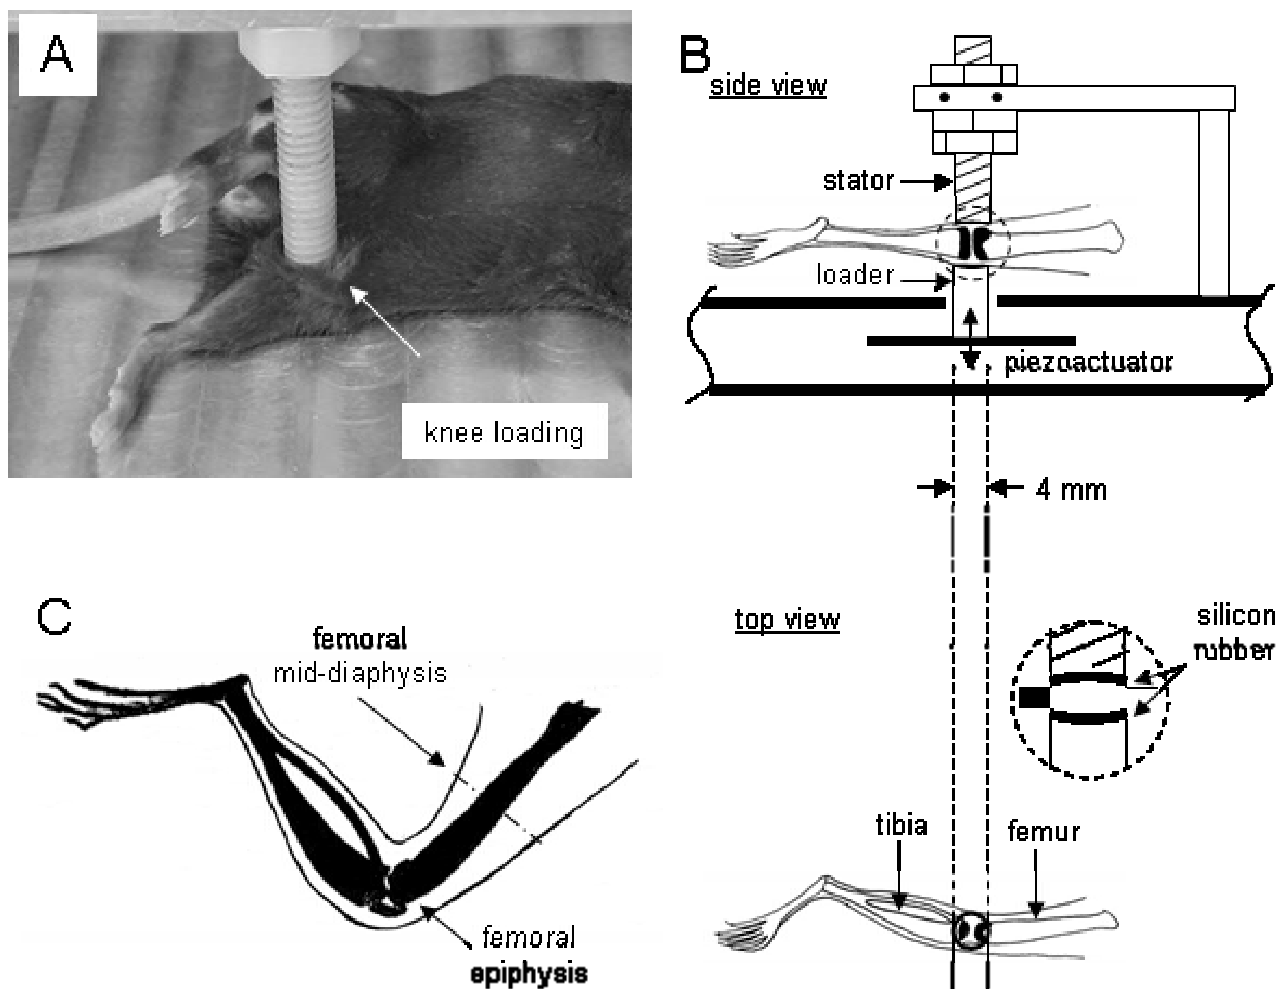 A
knee loading
B
side view
stator
loader
piezoactuator
4 mm
top view
silicon
rubber
tibia
femur
C
femoral
mid-diaphysis
femoral
epiphysis